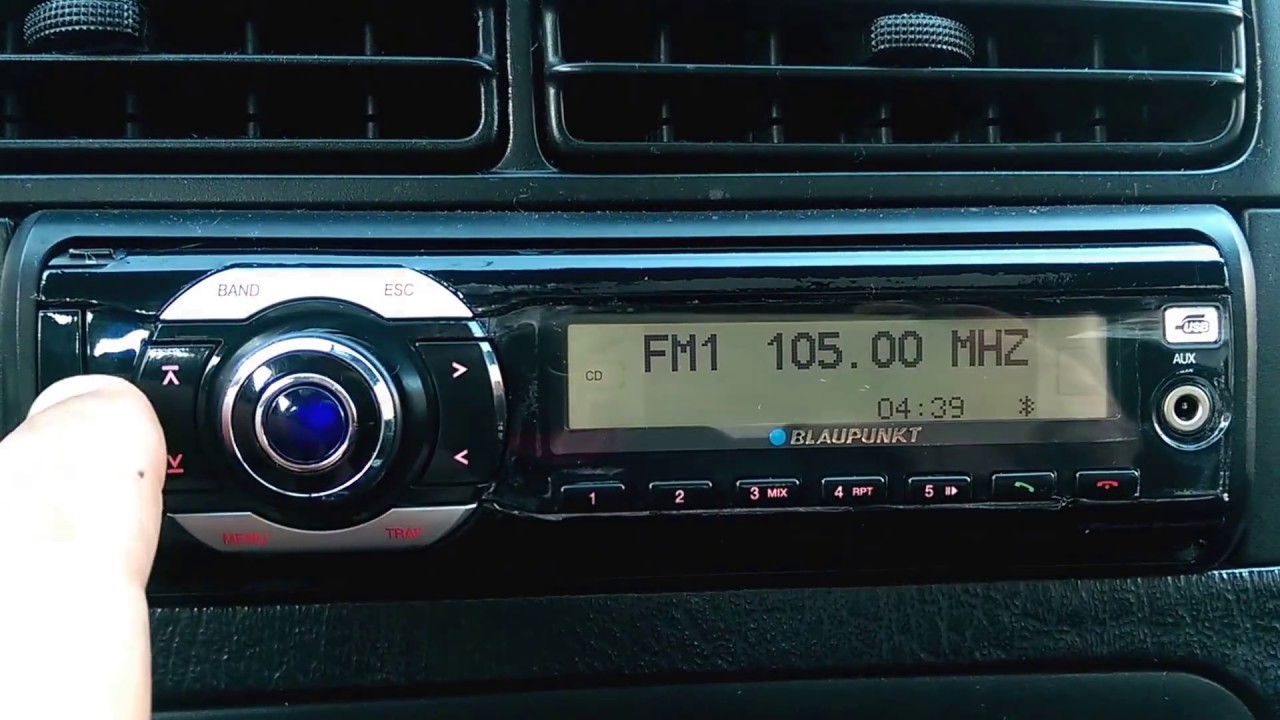 BAND ESC
FM1 105.00 MHZ
CD
04:39
BLAUPUNKT
USB
AUX
1 2 3 MIX 4 RPT 5
MENU